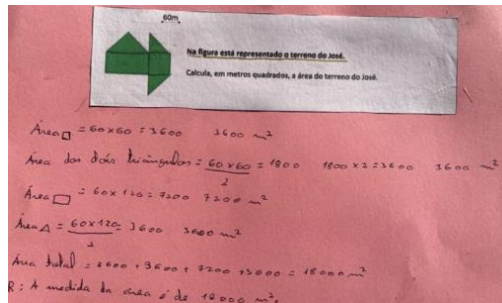 60m
Na figura está representado o terreno do José.
Calcula, em metros quadrados, a área do terreno do José.
Área □ = 60 x 60 = 3600 3600 m²
Área dos dois triângulos = 60 x 60 / 2 = 1800 1800 x 2 = 3600 3600 m²
Área ▭ = 60 x 120 = 7200 7200 m²
Área △ = 60 x 120 / 2 = 3600 3600 m²
Área total = 3600 + 3600 + 7200 + 3600 = 18000 m²
R: A medida da área é de 18000 m².